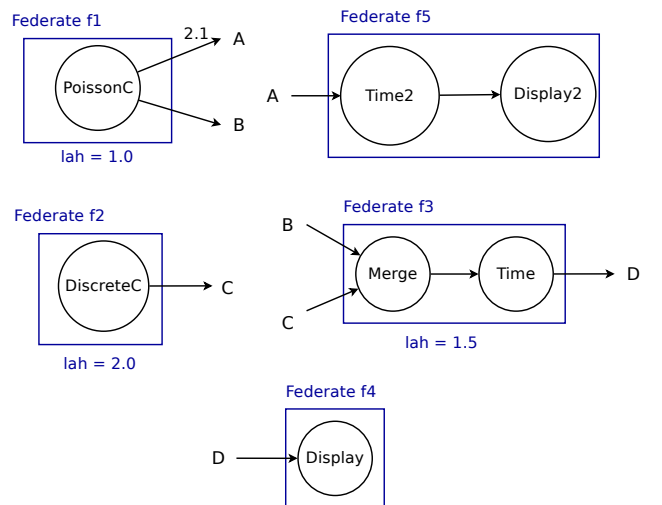 Federate f1
PoissonC
2.1
A
B
lah = 1.0
Federate f5
A
Time2
Display2
Federate f2
DiscreteC
C
lah = 2.0
Federate f3
B
C
Merge
Time
D
lah = 1.5
Federate f4
D
Display